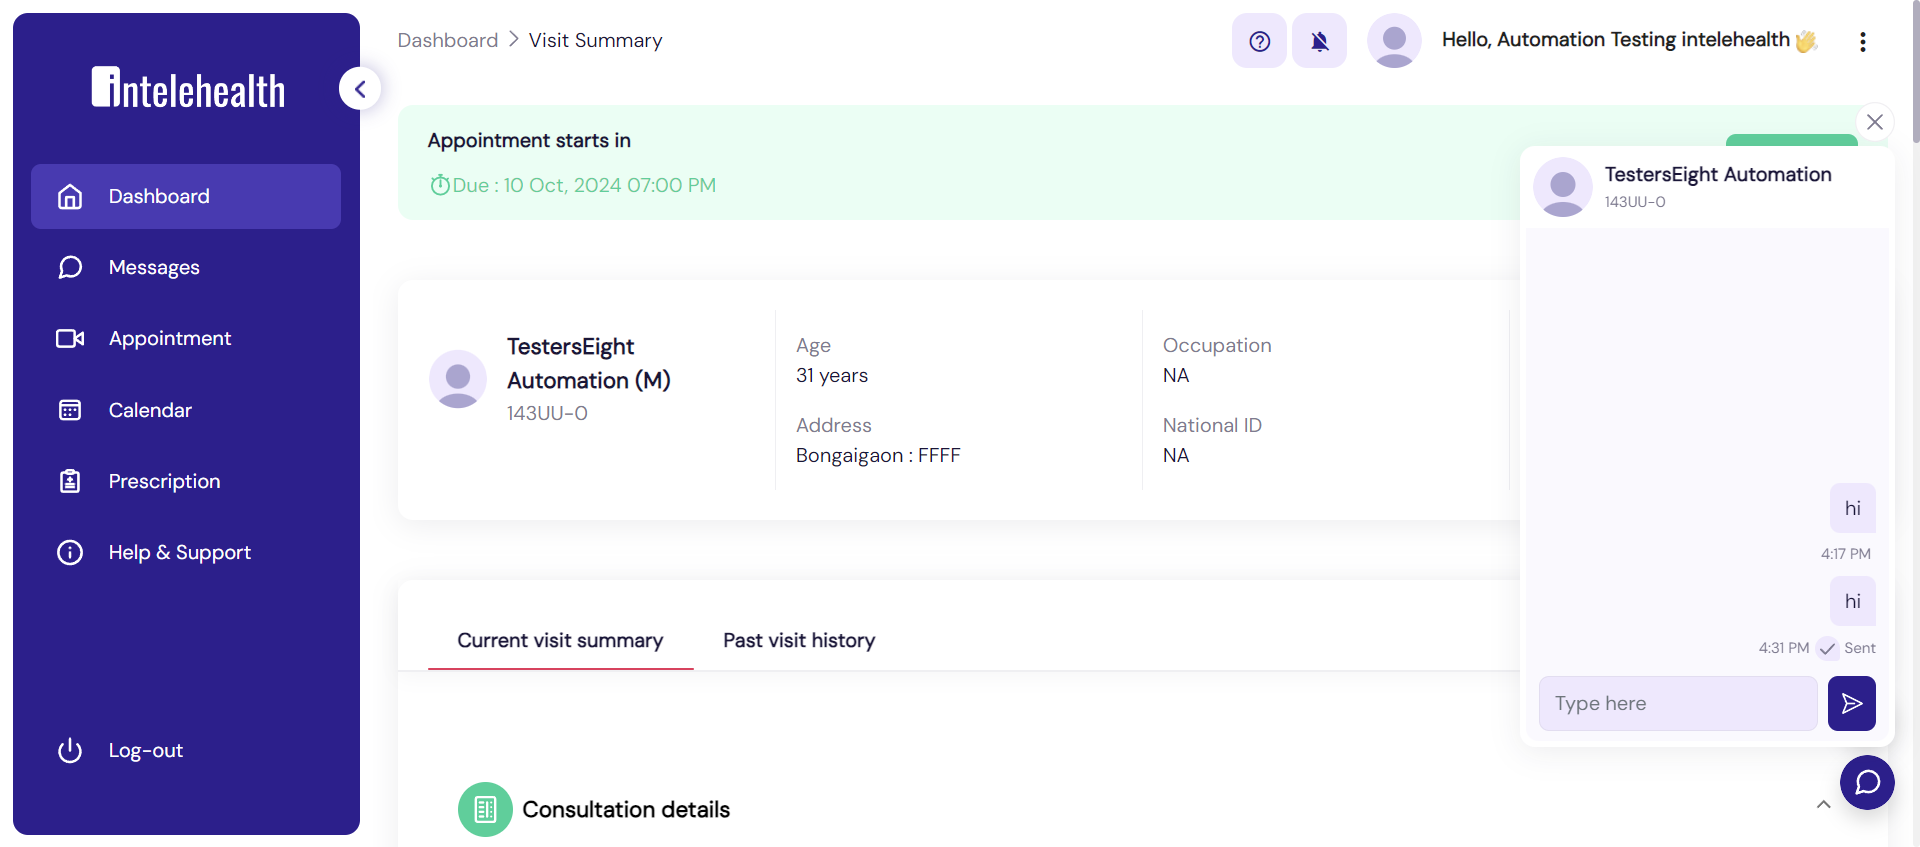 intelehealth
Dashboard
Messages
Appointment
Calendar
Prescription
Help & Support
Log-out
Dashboard > Visit Summary
Hello, Automation Testing intelehealth 👋
Appointment starts in
Due : 10 Oct, 2024 07:00 PM
TestersEight
Automation (M)
143UU-0
Age
31 years
Address
Bongaigaon : FFFF
Occupation
NA
National ID
NA
Current visit summary
Past visit history
Consultation details
TestersEight Automation
143UU-0
hi
4:17 PM
hi
4:31 PM Sent
Type here